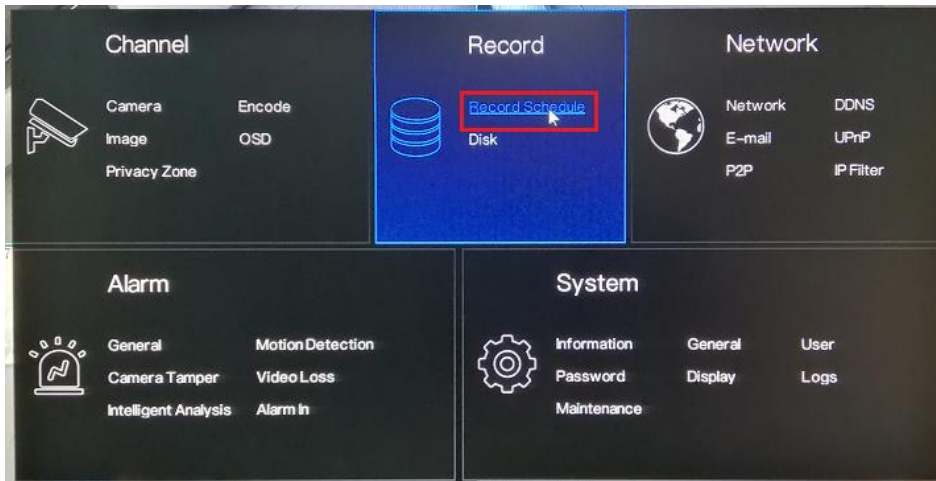 Channel
Camera Encode
Image OSD
Privacy Zone
Record
Record Schedule
Disk
Network
Network DDNS
E-mail UPnP
P2P IP Filter
Alarm
General Motion Detection
Camera Tamper Video Loss
Intelligent Analysis Alarm In
System
Information General User
Password Display Logs
Maintenance